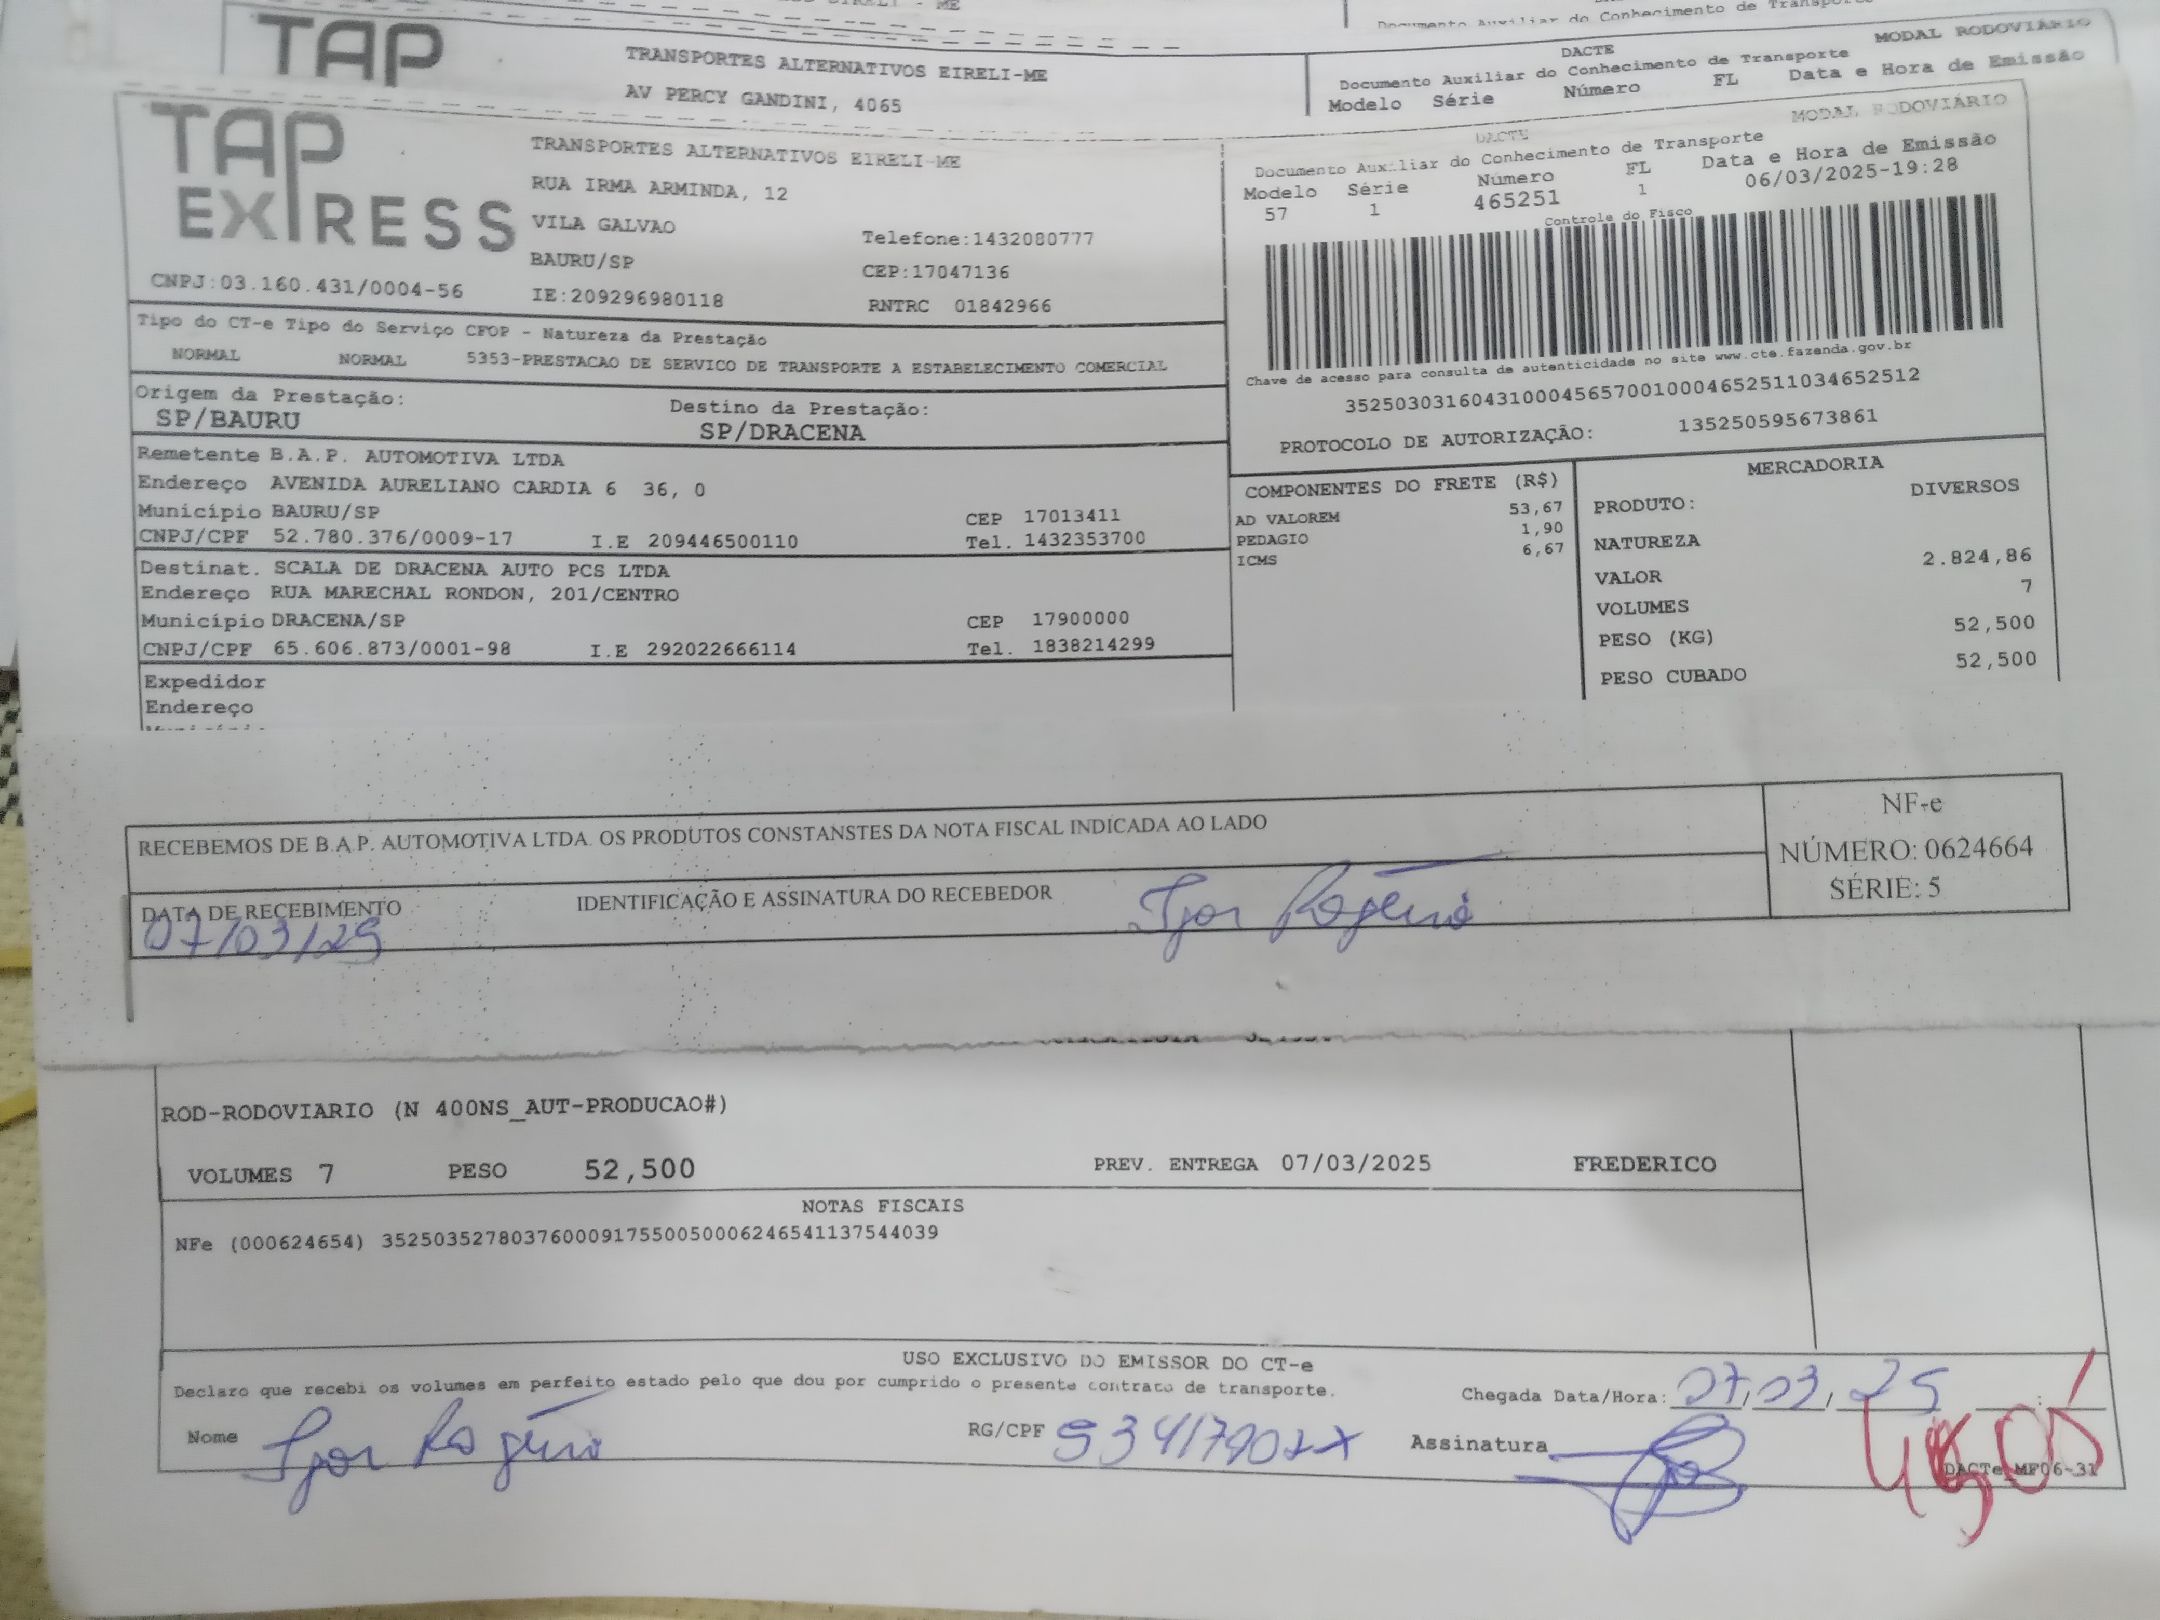 TAP
TRANSPORTES ALTERNATIVOS EIRELI-ME
AV PERCY GANDINI, 4065
Documento Auxiliar do Conhecimento de
MODAL RODOVIÁRIO
DACTE
Documento Auxiliar do Conhecimento de Transporte
Modelo Série Número FL Data e Hora de Emissão
TAP EXPRESS
TRANSPORTES ALTERNATIVOS EIRELI-ME
RUA IRMA ARMINDA, 12
VILA GALVAO
Telefone:1432080777
BAURU/SP
CEP:17047136
CNPJ:03.160.431/0004-56
IE:209296980118
RNTRC 01842966
MODAL RODOVIÁRIO
DACTE
Documento Auxiliar do Conhecimento de Transporte
Modelo Série Número FL Data e Hora de Emissão
57 1 465251 1 06/03/2025-19:28
Controle do Fisco
Chave de acesso para consulta de autenticidade no site www.cte.fazenda.gov.br
35250303160431000456570010004652511034652512
PROTOCOLO DE AUTORIZAÇÃO: 135250595673861
Tipo do CT-e Tipo do Serviço CFOP - Natureza da Prestação
NORMAL NORMAL 5353-PRESTACAO DE SERVICO DE TRANSPORTE A ESTABELECIMENTO COMERCIAL
Origem da Prestação: Destino da Prestação:
SP/BAURU SP/DRACENA
Remetente B.A.P. AUTOMOTIVA LTDA
Endereço AVENIDA AURELIANO CARDIA 6 36, 0
Município BAURU/SP CEP 17013411
CNPJ/CPF 52.780.376/0009-17 I.E 209446500110 Tel. 1432353700
Destinat. SCALA DE DRACENA AUTO PCS LTDA
Endereço RUA MARECHAL RONDON, 201/CENTRO
Município DRACENA/SP CEP 17900000
CNPJ/CPF 65.606.873/0001-98 I.E 292022666114 Tel. 1838214299
Expedidor
Endereço
COMPONENTES DO FRETE (R$)
AD VALOREM 53,67
PEDAGIO 1,90
ICMS 6,67
MERCADORIA
PRODUTO: DIVERSOS
NATUREZA
VALOR 2.824,86
VOLUMES 7
PESO (KG) 52,500
PESO CUBADO 52,500
RECEBEMOS DE B.A.P. AUTOMOTIVA LTDA. OS PRODUTOS CONSTANSTES DA NOTA FISCAL INDICADA AO LADO
NF-e
NÚMERO: 0624664
SÉRIE: 5
DATA DE RECEBIMENTO IDENTIFICAÇÃO E ASSINATURA DO RECEBEDOR
07/03/25 Igor Rogério
ROD-RODOVIARIO (N 400NS_AUT-PRODUCAO#)
VOLUMES 7 PESO 52,500 PREV. ENTREGA 07/03/2025 FREDERICO
NOTAS FISCAIS
NFe (000624654) 35250352780376000917550050006246541137544039
USO EXCLUSIVO DO EMISSOR DO CT-e
Declaro que recebi os volumes em perfeito estado pelo que dou por cumprido o presente contrato de transporte.
Chegada Data/Hora: 07/03/25
Nome Igor Rogério RG/CPF 53417902X Assinatura
DACTe_MF06-31